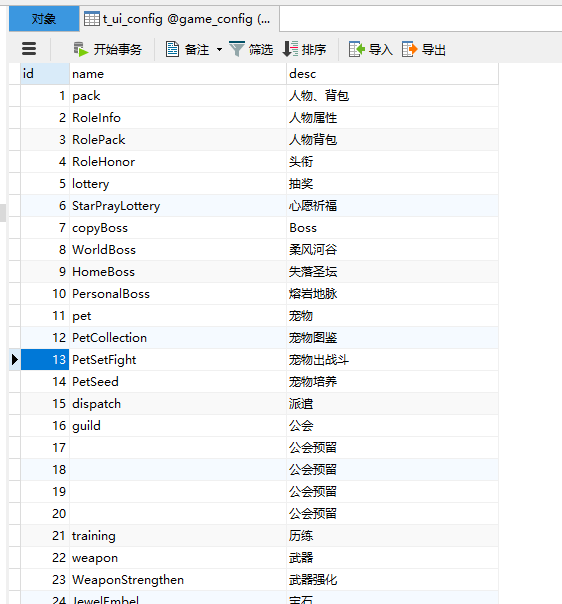 对象 t_ui_config @game_config (...
开始事务 备注 筛选 排序 导入 导出
id name desc
1 pack 人物、背包
2 RoleInfo 人物属性
3 RolePack 人物背包
4 RoleHonor 头衔
5 lottery 抽奖
6 StarPrayLottery 心愿祈福
7 copyBoss Boss
8 WorldBoss 柔风河谷
9 HomeBoss 失落圣坛
10 PersonalBoss 熔岩地脉
11 pet 宠物
12 PetCollection 宠物图鉴
13 PetSetFight 宠物出战斗
14 PetSeed 宠物培养
15 dispatch 派遣
16 guild 公会
17 公会预留
18 公会预留
19 公会预留
20 公会预留
21 training 历练
22 weapon 武器
23 WeaponStrengthen 武器强化
24 JewelEmbel 宝石